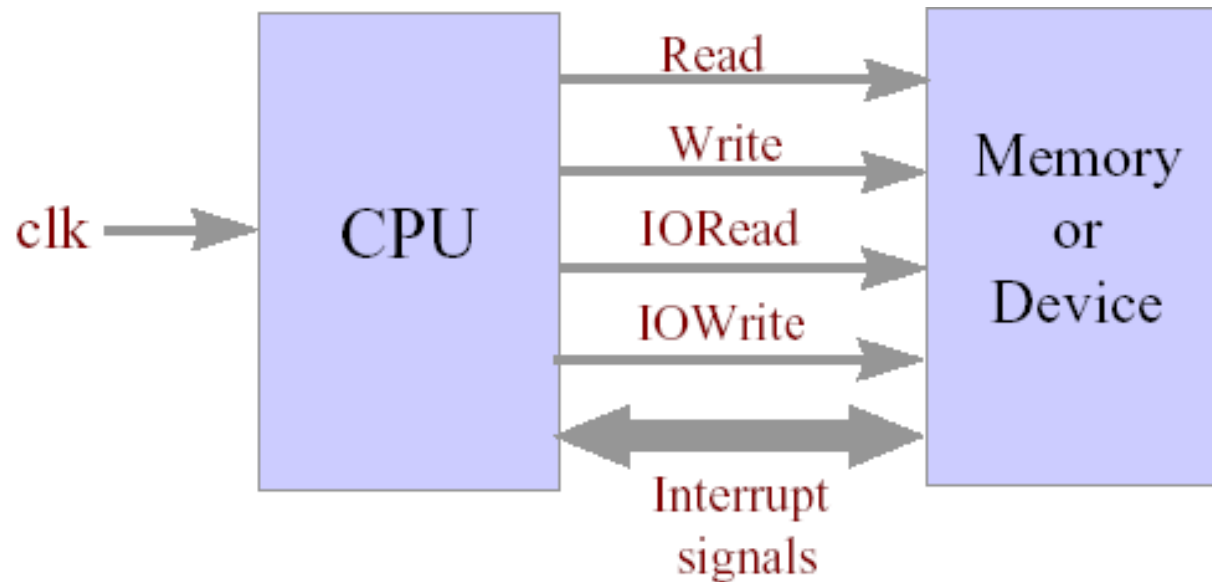 Read
Write
IORead
IOWrite
Interrupt
signals
clk
CPU
Memory
or
Device